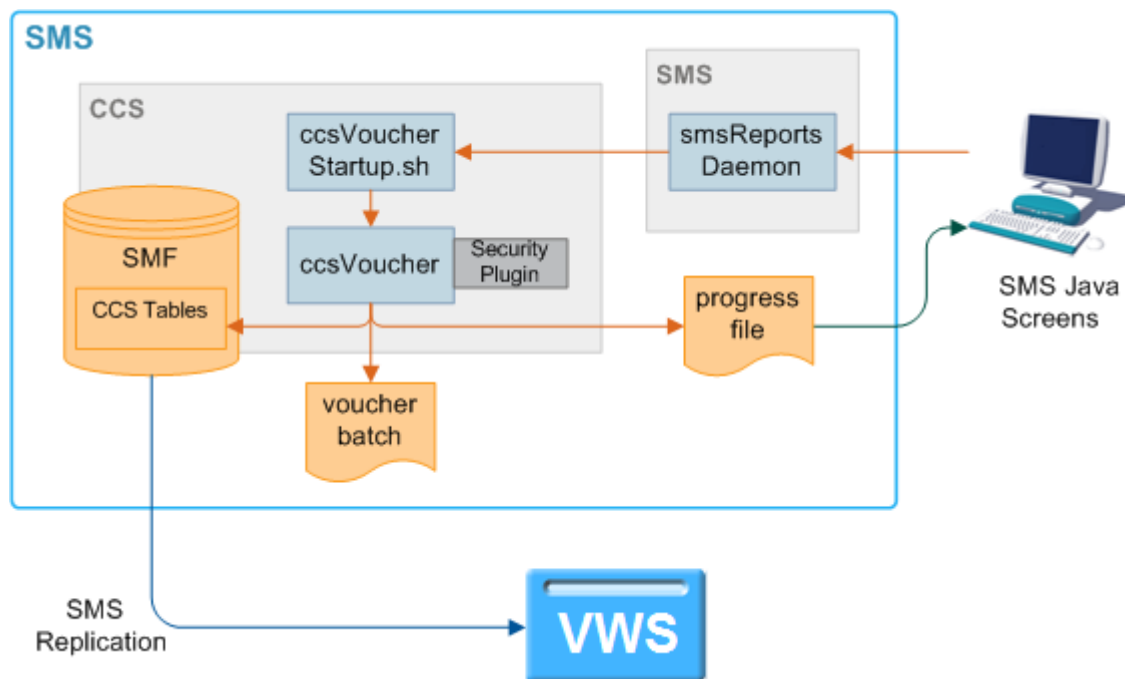 SMS
SMS
CCS
ccsVoucher
Startup.sh
smsReports
Daemon
SMF
CCS Tables
ccsVoucher
Security
Plugin
progress
file
SMS Java
Screens
voucher
batch
SMS
Replication
VWS